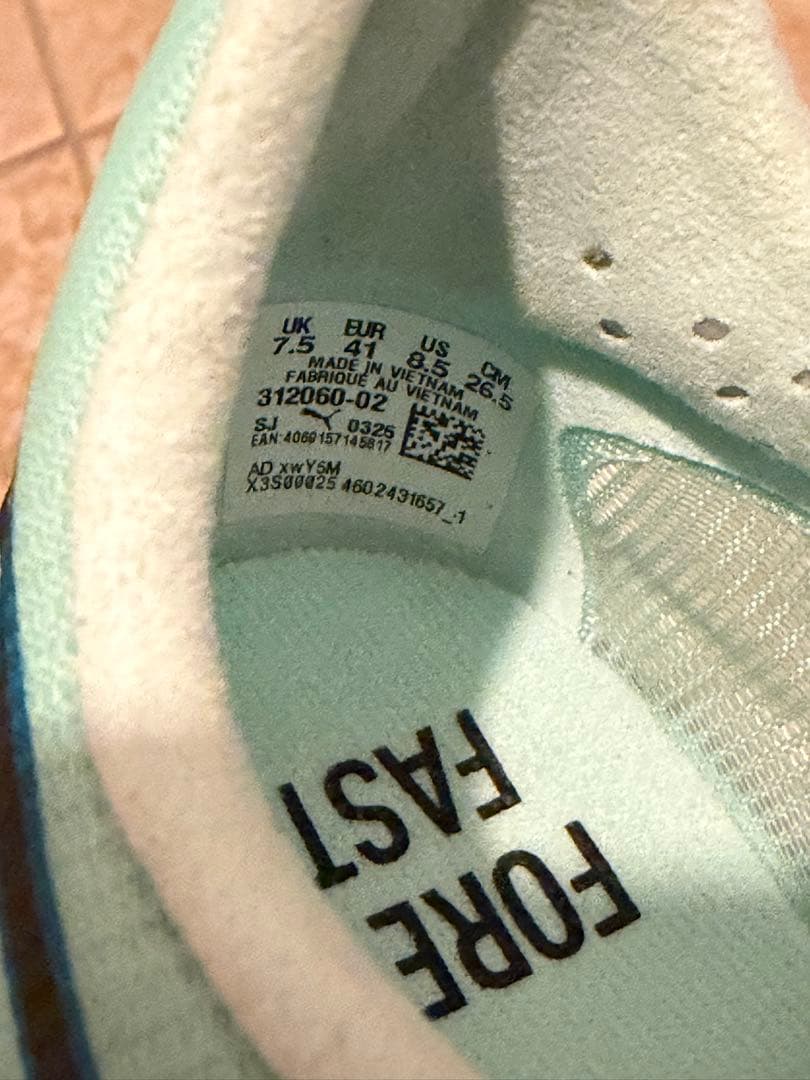 UK EUR US CM
7.5 41 8.5 26.5
MADE IN VIETNAM
FABRIQUÉ AU VIETNAM
312060-02
SJ 0325
EAN:4069157145817
AD xwY5M
X3S00025 4602431657_-1
FORE
FAST